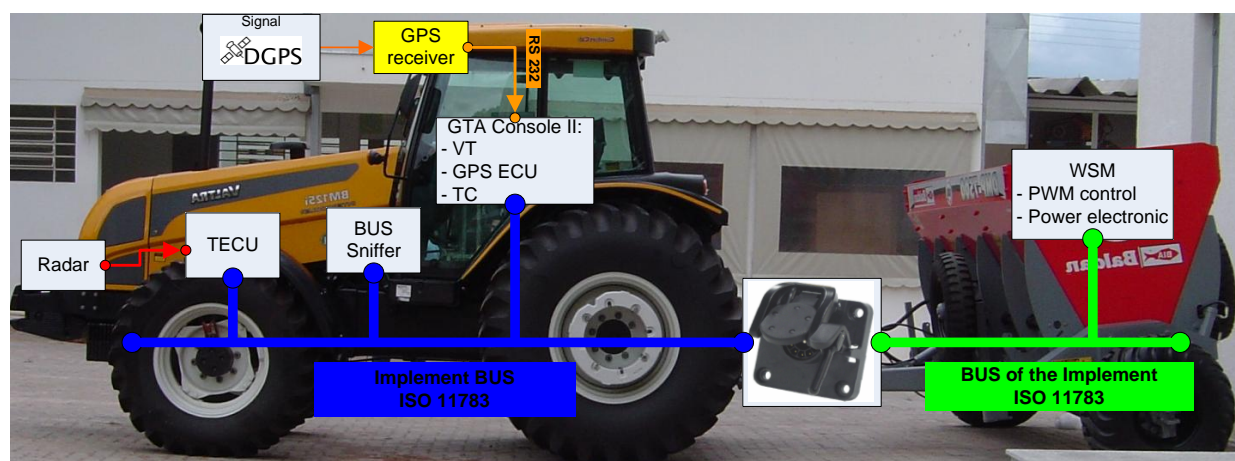 Signal
DGPS
GPS
receiver
RS 232
GTA Console II:
- VT
- GPS ECU
- TC
WSM
- PWM control
- Power electronic
BUS
Sniffer
TECU
Radar
VALTRA
BM125i
BIA
Baldan
Implement BUS
ISO 11783
BUS of the Implement
ISO 11783